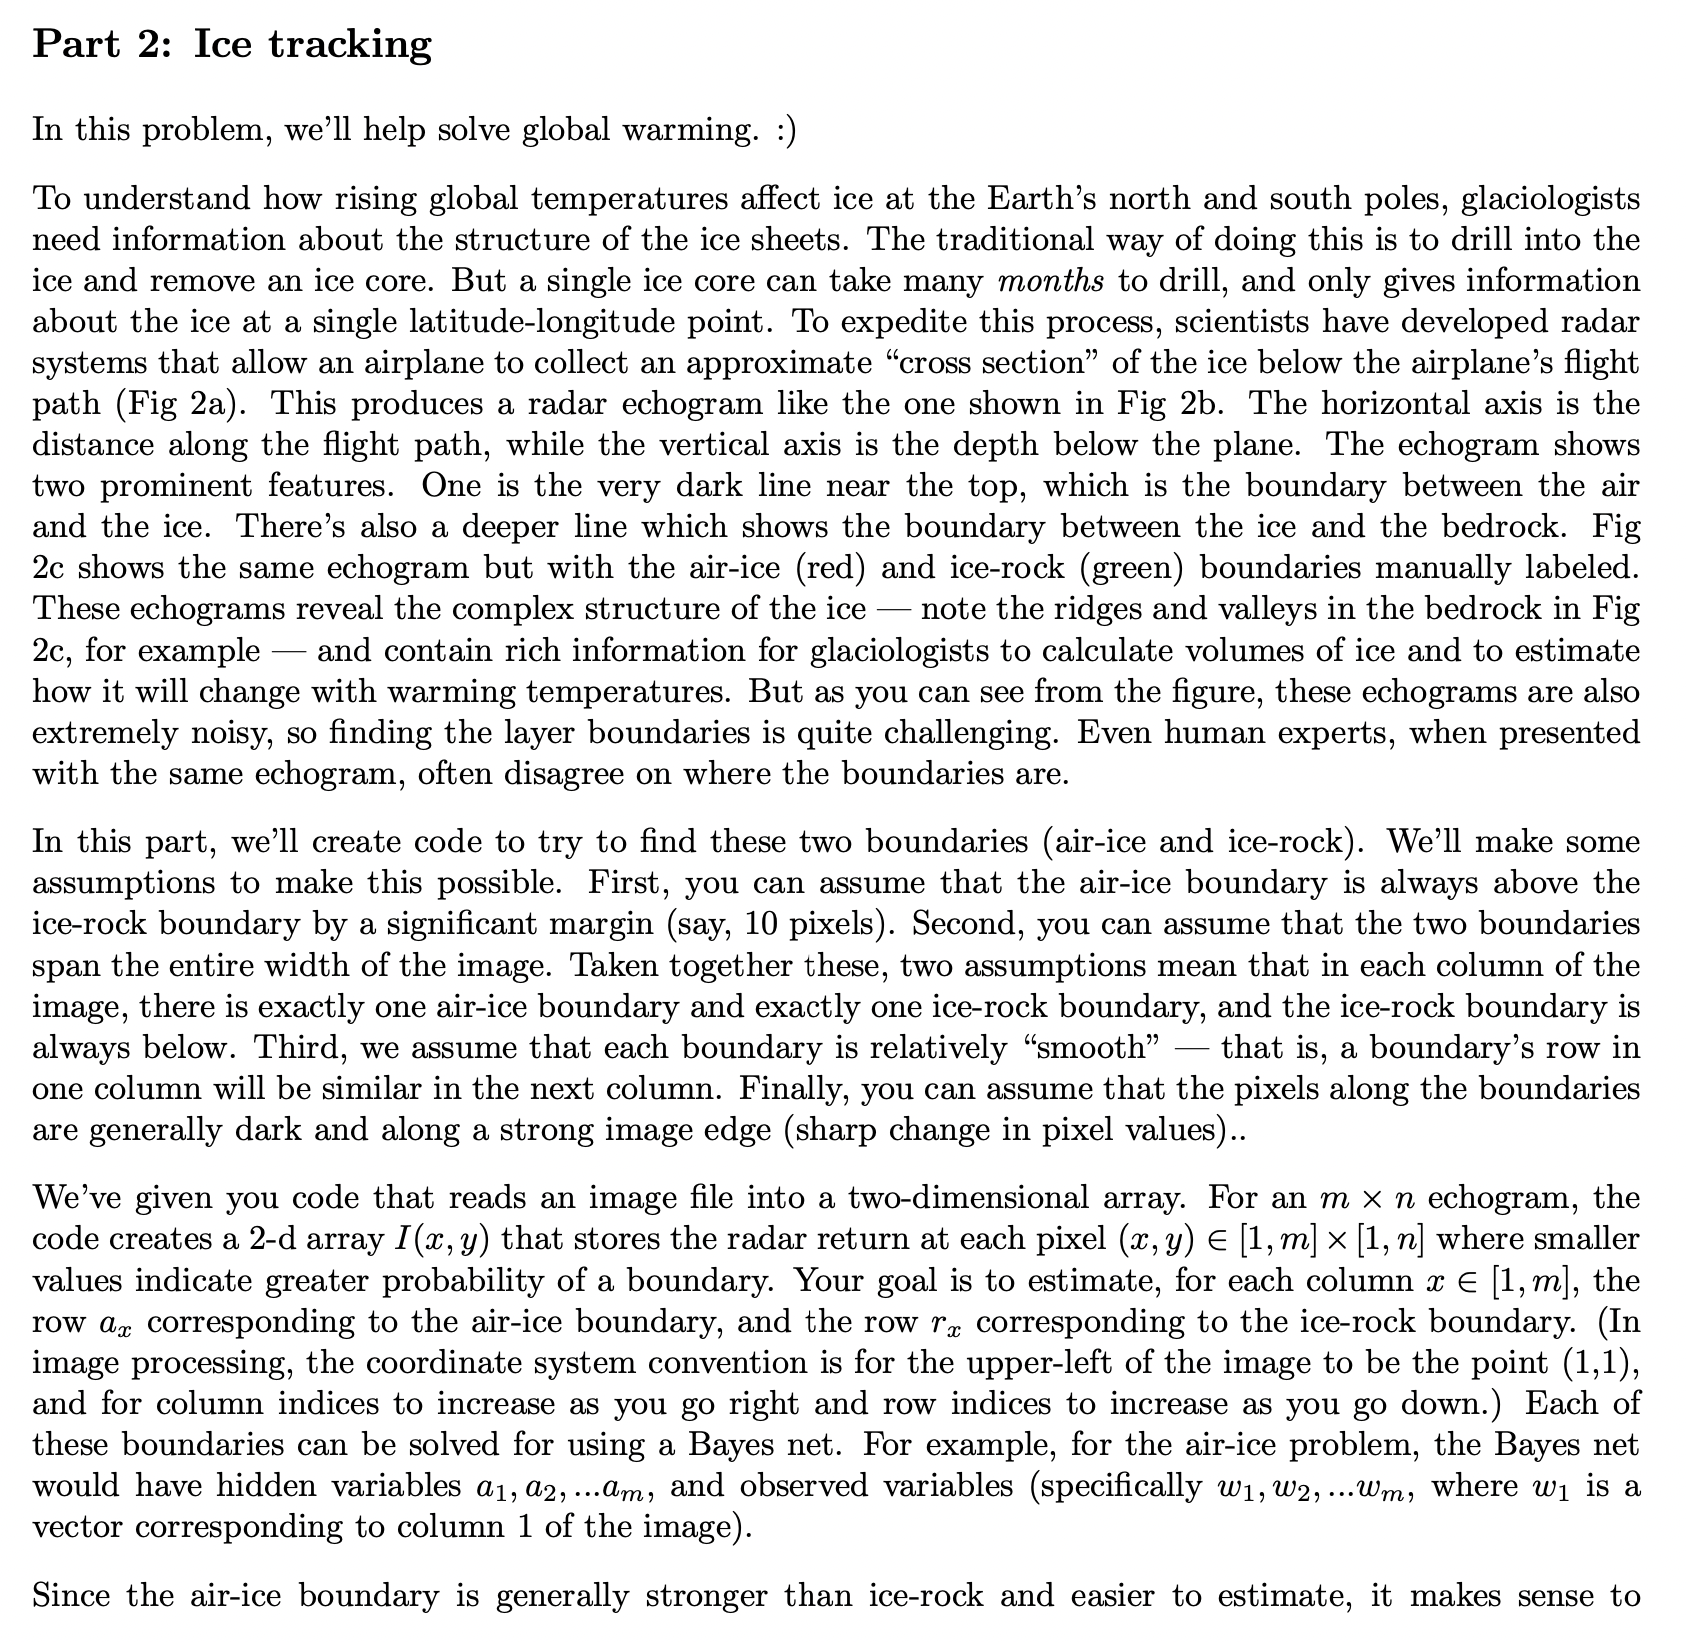 Part 2: Ice tracking
In this problem, we'll help solve global warming. :)
To understand how rising global temperatures affect ice at the Earth's north and south poles, glaciologists
need information about the structure of the ice sheets. The traditional way of doing this is to drill into the
ice and remove an ice core. But a single ice core can take many months to drill, and only gives information
about the ice at a single latitude-longitude point. To expedite this process, scientists have developed radar
systems that allow an airplane to collect an approximate “cross section” of the ice below the airplane's flight
path (Fig 2a). This produces a radar echogram like the one shown in Fig 2b. The horizontal axis is the
distance along the flight path, while the vertical axis is the depth below the plane. The echogram shows
two prominent features. One is the very dark line near the top, which is the boundary between the air
and the ice. There's also a deeper line which shows the boundary between the ice and the bedrock. Fig
2c shows the same echogram but with the air-ice (red) and ice-rock (green) boundaries manually labeled.
These echograms reveal the complex structure of the ice — note the ridges and valleys in the bedrock in Fig
2c, for example — and contain rich information for glaciologists to calculate volumes of ice and to estimate
how it will change with warming temperatures. But as you can see from the figure, these echograms are also
extremely noisy, so finding the layer boundaries is quite challenging. Even human experts, when presented
with the same echogram, often disagree on where the boundaries are.
In this part, we'll create code to try to find these two boundaries (air-ice and ice-rock). We'll make some
assumptions to make this possible. First, you can assume that the air-ice boundary is always above the
ice-rock boundary by a significant margin (say, 10 pixels). Second, you can assume that the two boundaries
span the entire width of the image. Taken together these, two assumptions mean that in each column of the
image, there is exactly one air-ice boundary and exactly one ice-rock boundary, and the ice-rock boundary is
always below. Third, we assume that each boundary is relatively “smooth” — that is, a boundary's row in
one column will be similar in the next column. Finally, you can assume that the pixels along the boundaries
are generally dark and along a strong image edge (sharp change in pixel values)..
We've given you code that reads an image file into a two-dimensional array. For an m × n echogram, the
code creates a 2-d array I(x, y) that stores the radar return at each pixel (x, y) ∈ [1, m] × [1, n] where smaller
values indicate greater probability of a boundary. Your goal is to estimate, for each column x ∈ [1, m], the
row aₓ corresponding to the air-ice boundary, and the row rₓ corresponding to the ice-rock boundary. (In
image processing, the coordinate system convention is for the upper-left of the image to be the point (1,1),
and for column indices to increase as you go right and row indices to increase as you go down.) Each of
these boundaries can be solved for using a Bayes net. For example, for the air-ice problem, the Bayes net
would have hidden variables a₁, a₂, ...aₘ, and observed variables (specifically w₁, w₂, ...wₘ, where w₁ is a
vector corresponding to column 1 of the image).
Since the air-ice boundary is generally stronger than ice-rock and easier to estimate, it makes sense to